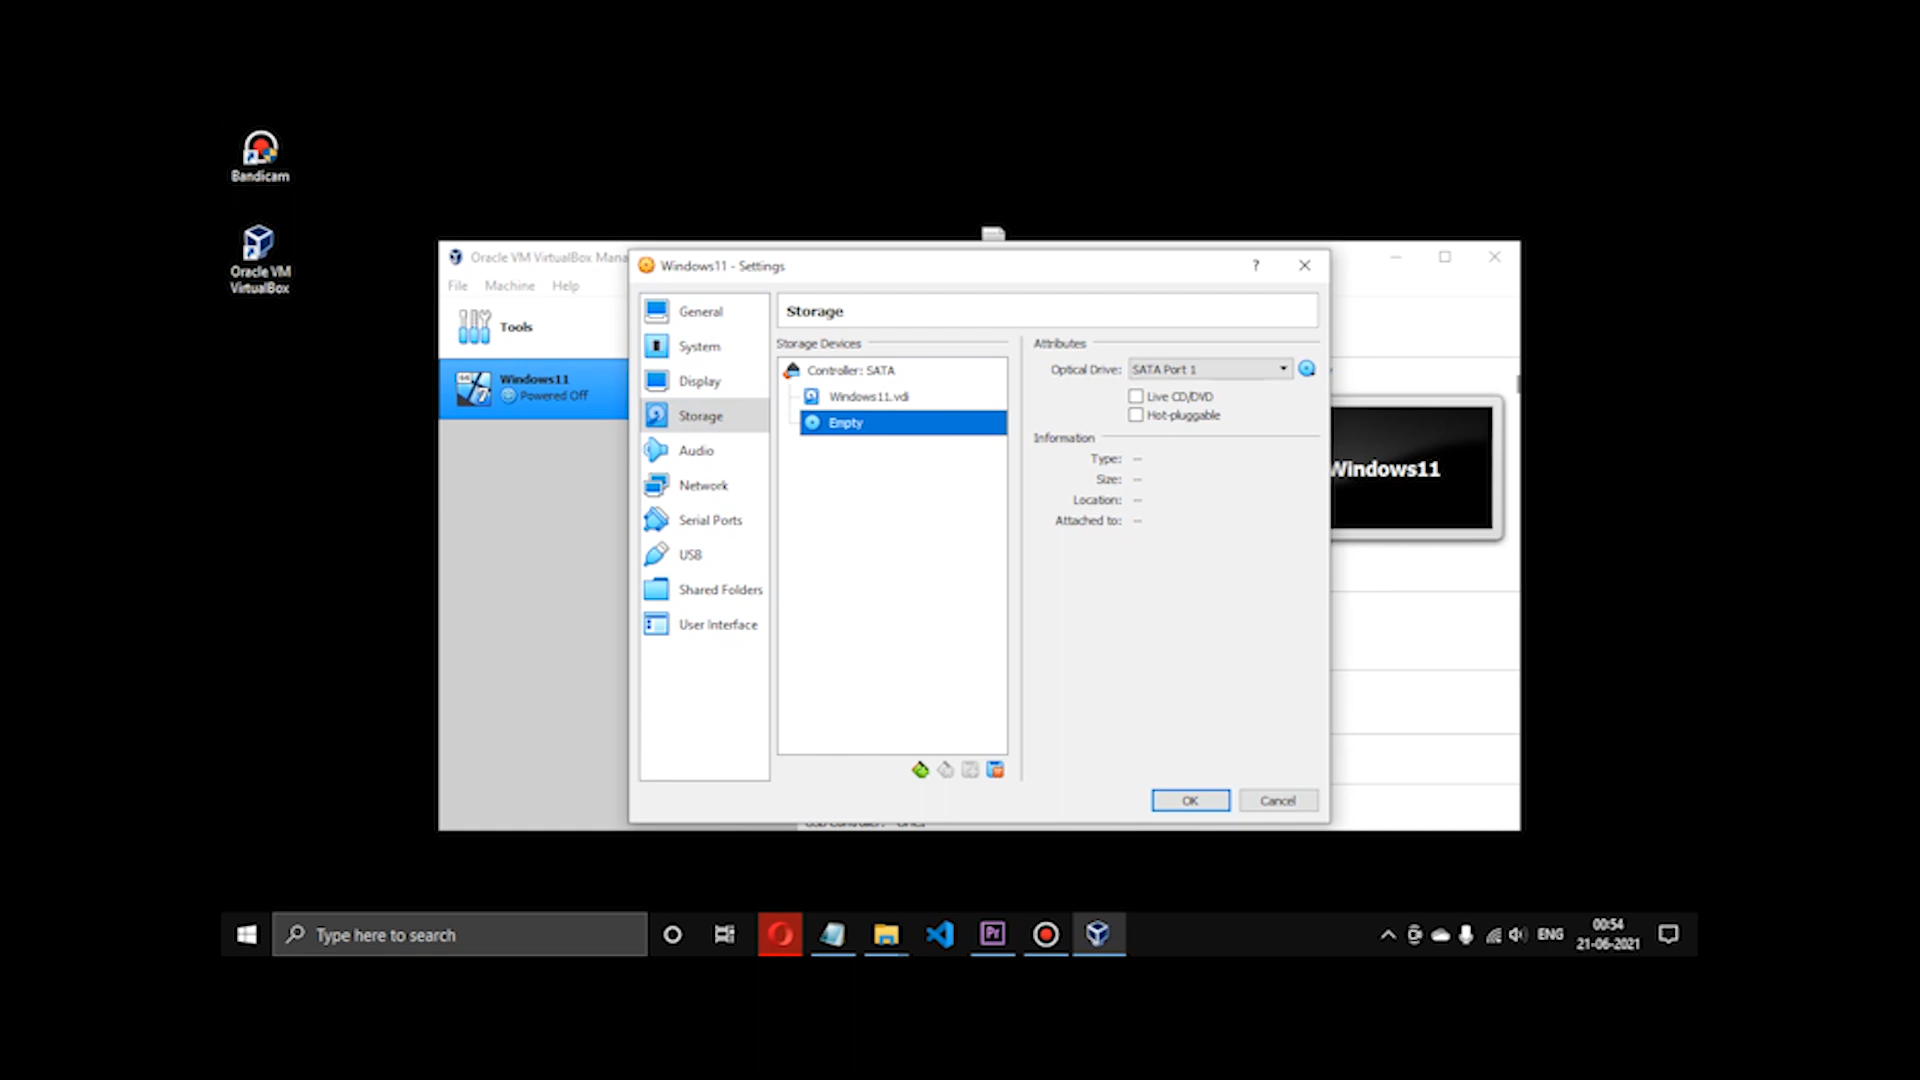 Bandicam
Oracle VM
VirtualBox
Oracle VM VirtualBox Mana
File Machine Help
Tools
Windows11
Powered Off
Windows11 - Settings
?
General
System
Display
Storage
Audio
Network
Serial Ports
USB
Shared Folders
User Interface
Storage
Storage Devices
Controller: SATA
Windows11.vdi
Empty
Attributes
Optical Drive: SATA Port 1
Live CD/DVD
Hot-pluggable
Information
Type: --
Size: --
Location: --
Attached to: --
OK Cancel
Windows11
Type here to search
Pr
ENG
00:54
21-06-2021